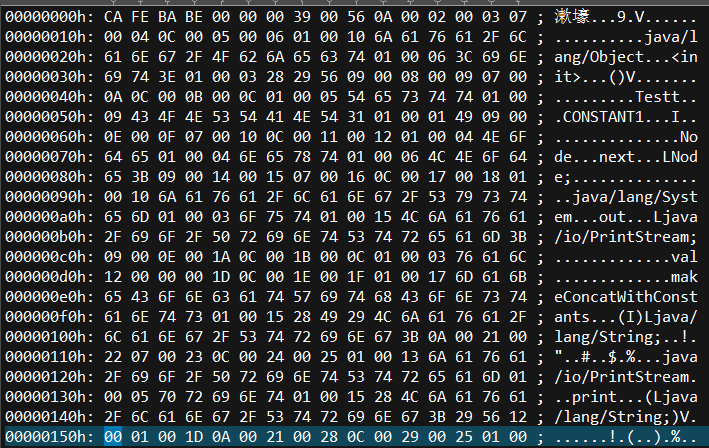 00000000h: CA FE BA BE 00 00 00 39 00 56 0A 00 02 00 03 07 ; 漱壕...9.V......
00000010h: 00 04 0C 00 05 00 06 01 00 10 6A 61 76 61 2F 6C ; ..........java/l
00000020h: 61 6E 67 2F 4F 62 6A 65 63 74 01 00 06 3C 69 6E ; ang/Object...<in
00000030h: 69 74 3E 01 00 03 28 29 56 09 00 08 00 09 07 00 ; it>...()V.......
00000040h: 0A 0C 00 0B 00 0C 01 00 05 54 65 73 74 74 01 00 ; .........Testt..
00000050h: 09 43 4F 4E 53 54 41 4E 54 31 01 00 01 49 09 00 ; .CONSTANT1...I..
00000060h: 0E 00 0F 07 00 10 0C 00 11 00 12 01 00 04 4E 6F ; ..............No
00000070h: 64 65 01 00 04 6E 65 78 74 01 00 06 4C 4E 6F 64 ; de...next...LNod
00000080h: 65 3B 09 00 14 00 15 07 00 16 0C 00 17 00 18 01 ; e;..............
00000090h: 00 10 6A 61 76 61 2F 6C 61 6E 67 2F 53 79 73 74 ; ..java/lang/Syst
000000a0h: 65 6D 01 00 03 6F 75 74 01 00 15 4C 6A 61 76 61 ; em...out...Ljava
000000b0h: 2F 69 6F 2F 50 72 69 6E 74 53 74 72 65 61 6D 3B ; /io/PrintStream;
000000c0h: 09 00 0E 00 1A 0C 00 1B 00 0C 01 00 03 76 61 6C ; .............val
000000d0h: 12 00 00 00 1D 0C 00 1E 00 1F 01 00 17 6D 61 6B ; .............mak
000000e0h: 65 43 6F 6E 63 61 74 57 69 74 68 43 6F 6E 73 74 ; eConcatWithConst
000000f0h: 61 6E 74 73 01 00 15 28 49 29 4C 6A 61 76 61 2F ; ants...(I)Ljava/
00000100h: 6C 61 6E 67 2F 53 74 72 69 6E 67 3B 0A 00 21 00 ; lang/String;..!.
00000110h: 22 07 00 23 0C 00 24 00 25 01 00 13 6A 61 76 61 ; "..#..$.%...java
00000120h: 2F 69 6F 2F 50 72 69 6E 74 53 74 72 65 61 6D 01 ; /io/PrintStream.
00000130h: 00 05 70 72 69 6E 74 01 00 15 28 4C 6A 61 76 61 ; ..print...(Ljava
00000140h: 2F 6C 61 6E 67 2F 53 74 72 69 6E 67 3B 29 56 12 ; /lang/String;)V.
00000150h: 00 01 00 1D 0A 00 21 00 28 0C 00 29 00 25 01 00 ; ......!.(..).%..